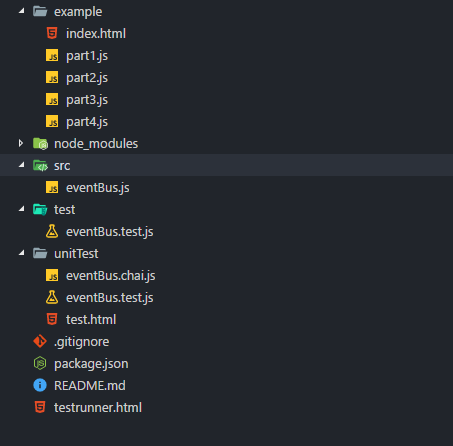 example
index.html
part1.js
part2.js
part3.js
part4.js
node_modules
src
eventBus.js
test
eventBus.test.js
unitTest
eventBus.chai.js
eventBus.test.js
test.html
.gitignore
package.json
README.md
testrunner.html